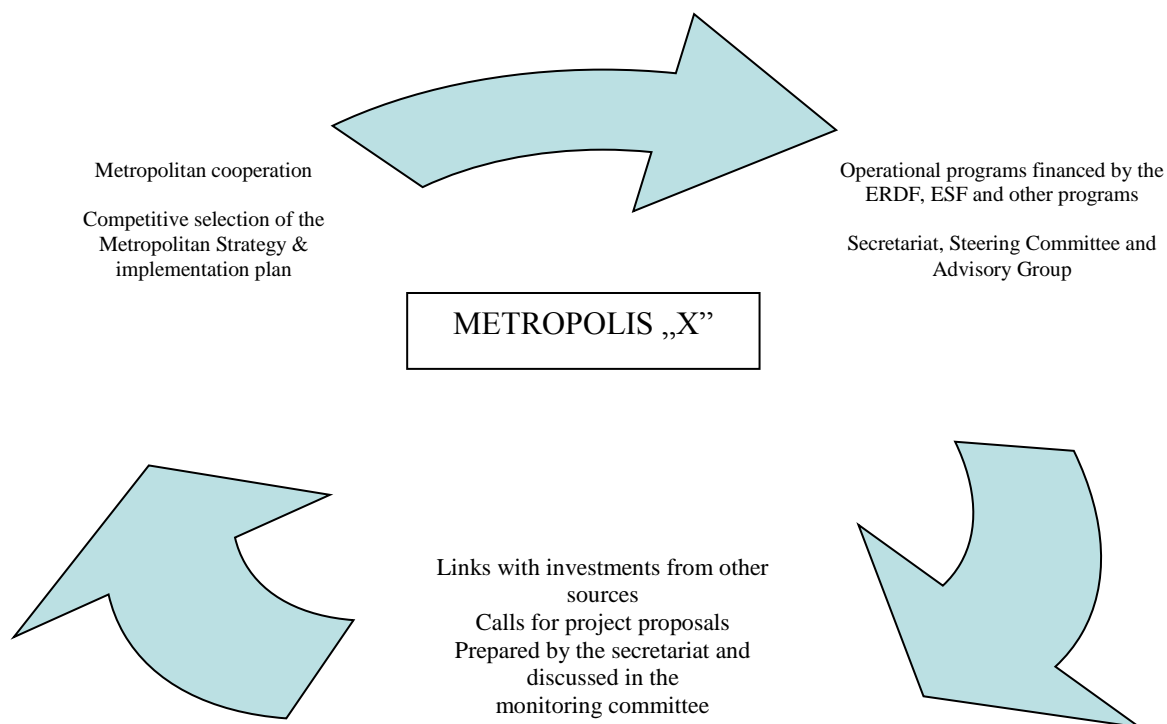 Metropolitan cooperation
Competitive selection of the
Metropolitan Strategy &
implementation plan
Operational programs financed by the
ERDF, ESF and other programs
Secretariat, Steering Committee and
Advisory Group
METROPOLIS „X”
Links with investments from other
sources
Calls for project proposals
Prepared by the secretariat and
discussed in the
monitoring committee